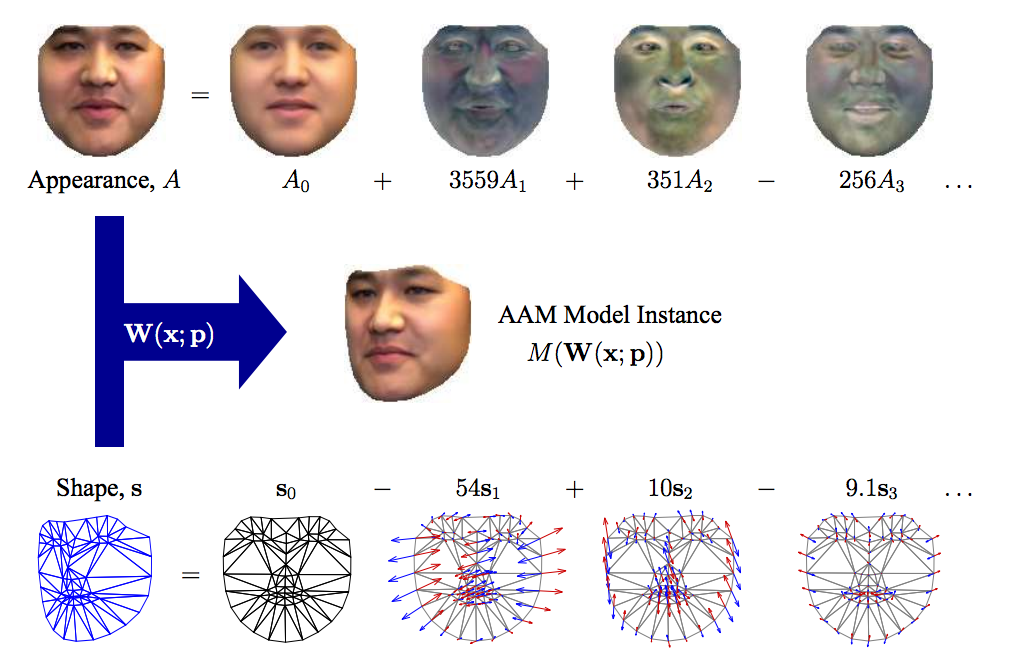 =
Appearance, A A₀ + 3559A₁ + 351A₂ − 256A₃ ...
W(x; p)
AAM Model Instance
M(W(x; p))
Shape, s s₀ − 54s₁ + 10s₂ − 9.1s₃ ...
=